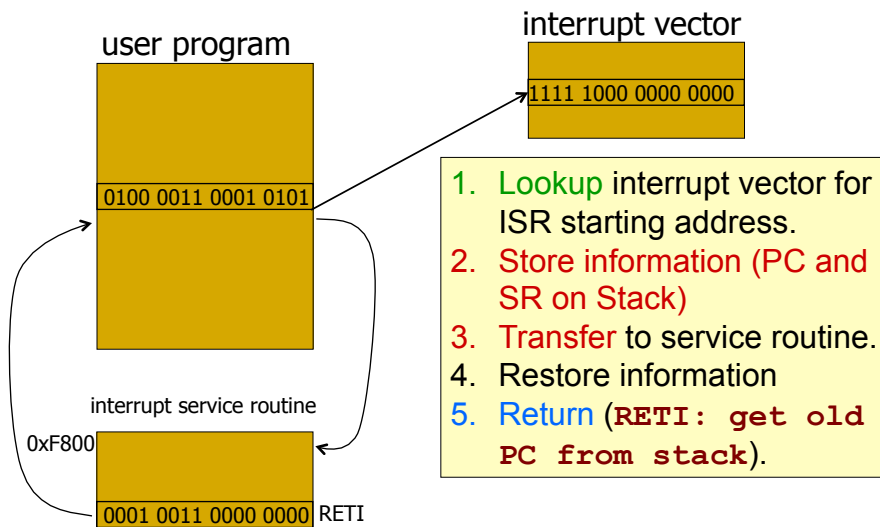 user program
interrupt vector
1111 1000 0000 0000
0100 0011 0001 0101
1. Lookup interrupt vector for
ISR starting address.
2. Store information (PC and
SR on Stack)
3. Transfer to service routine.
4. Restore information
5. Return (RETI: get old
PC from stack).
interrupt service routine
0xF800
0001 0011 0000 0000 RETI